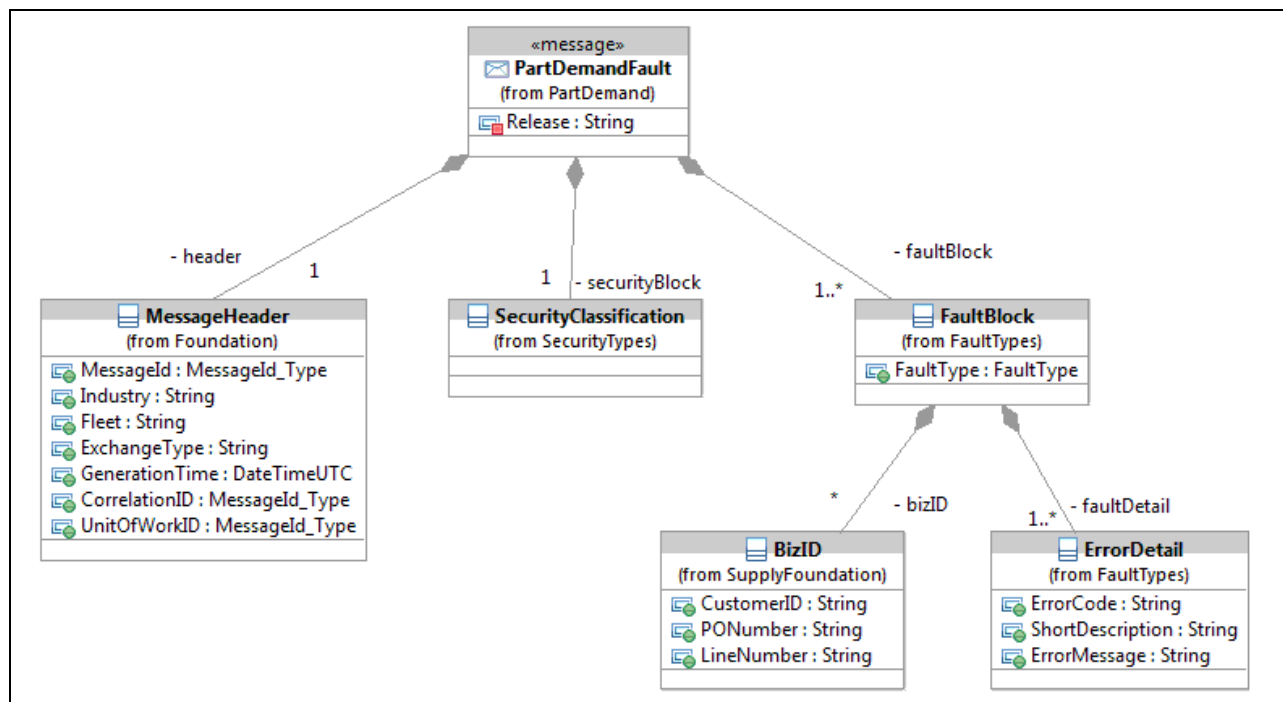 «message»
PartDemandFault
(from PartDemand)
Release : String
- header
1
1
- securityBlock
- faultBlock
1..*
MessageHeader
(from Foundation)
MessageId : MessageId_Type
Industry : String
Fleet : String
ExchangeType : String
GenerationTime : DateTimeUTC
CorrelationID : MessageId_Type
UnitOfWorkID : MessageId_Type
SecurityClassification
(from SecurityTypes)
FaultBlock
(from FaultTypes)
FaultType : FaultType
*
- bizID
1..*
- faultDetail
BizID
(from SupplyFoundation)
CustomerID : String
PONumber : String
LineNumber : String
ErrorDetail
(from FaultTypes)
ErrorCode : String
ShortDescription : String
ErrorMessage : String